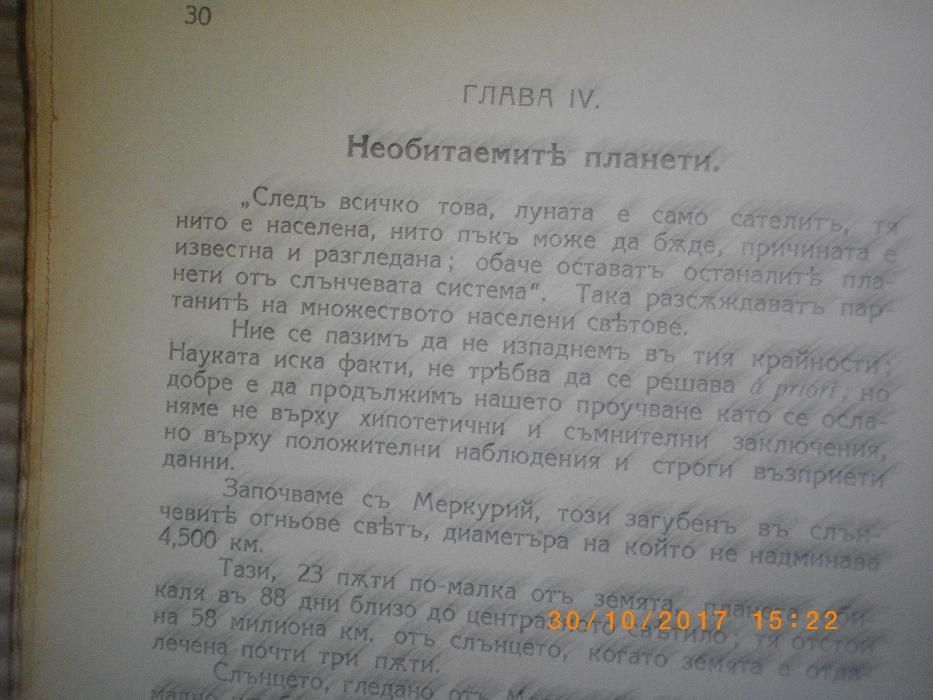 30
ГЛАВА IV.
Необитаемитѣ планети.
„Следъ всичко това, луната е само сателитъ, тя
нито е населена, нито пъкъ може да бѫде, причината е
известна и разгледана; обаче оставатъ останалитѣ пла-
нети отъ слънчевата система“. Така разсѫждаватъ пар-
танитѣ на множеството населени свѣтове.
Ние се пазимъ да не изпаднемъ въ тия крайности;
Науката иска факти, не трѣбва да се решава à priori; но
добре е да продължимъ нашето проучване като се осла-
няме не върху хипотетични и съмнителни заключения,
но върху положителни наблюдения и строги възприети
данни.
Започваме съ Меркурий, този загубенъ въ слън-
чевитѣ огньове свѣтъ, диаметъра на който не надминава
4,500 км.
Тази, 23 пѫти по-малка отъ земята, планета оби-
каля въ 88 дни близо до централното свѣтило; тя отстои
на 58 милиона км. отъ слънцето, когато земята е отда-
лечена почти три пѫти.
Слънцето, гледано отъ
30/10/2017 15:22